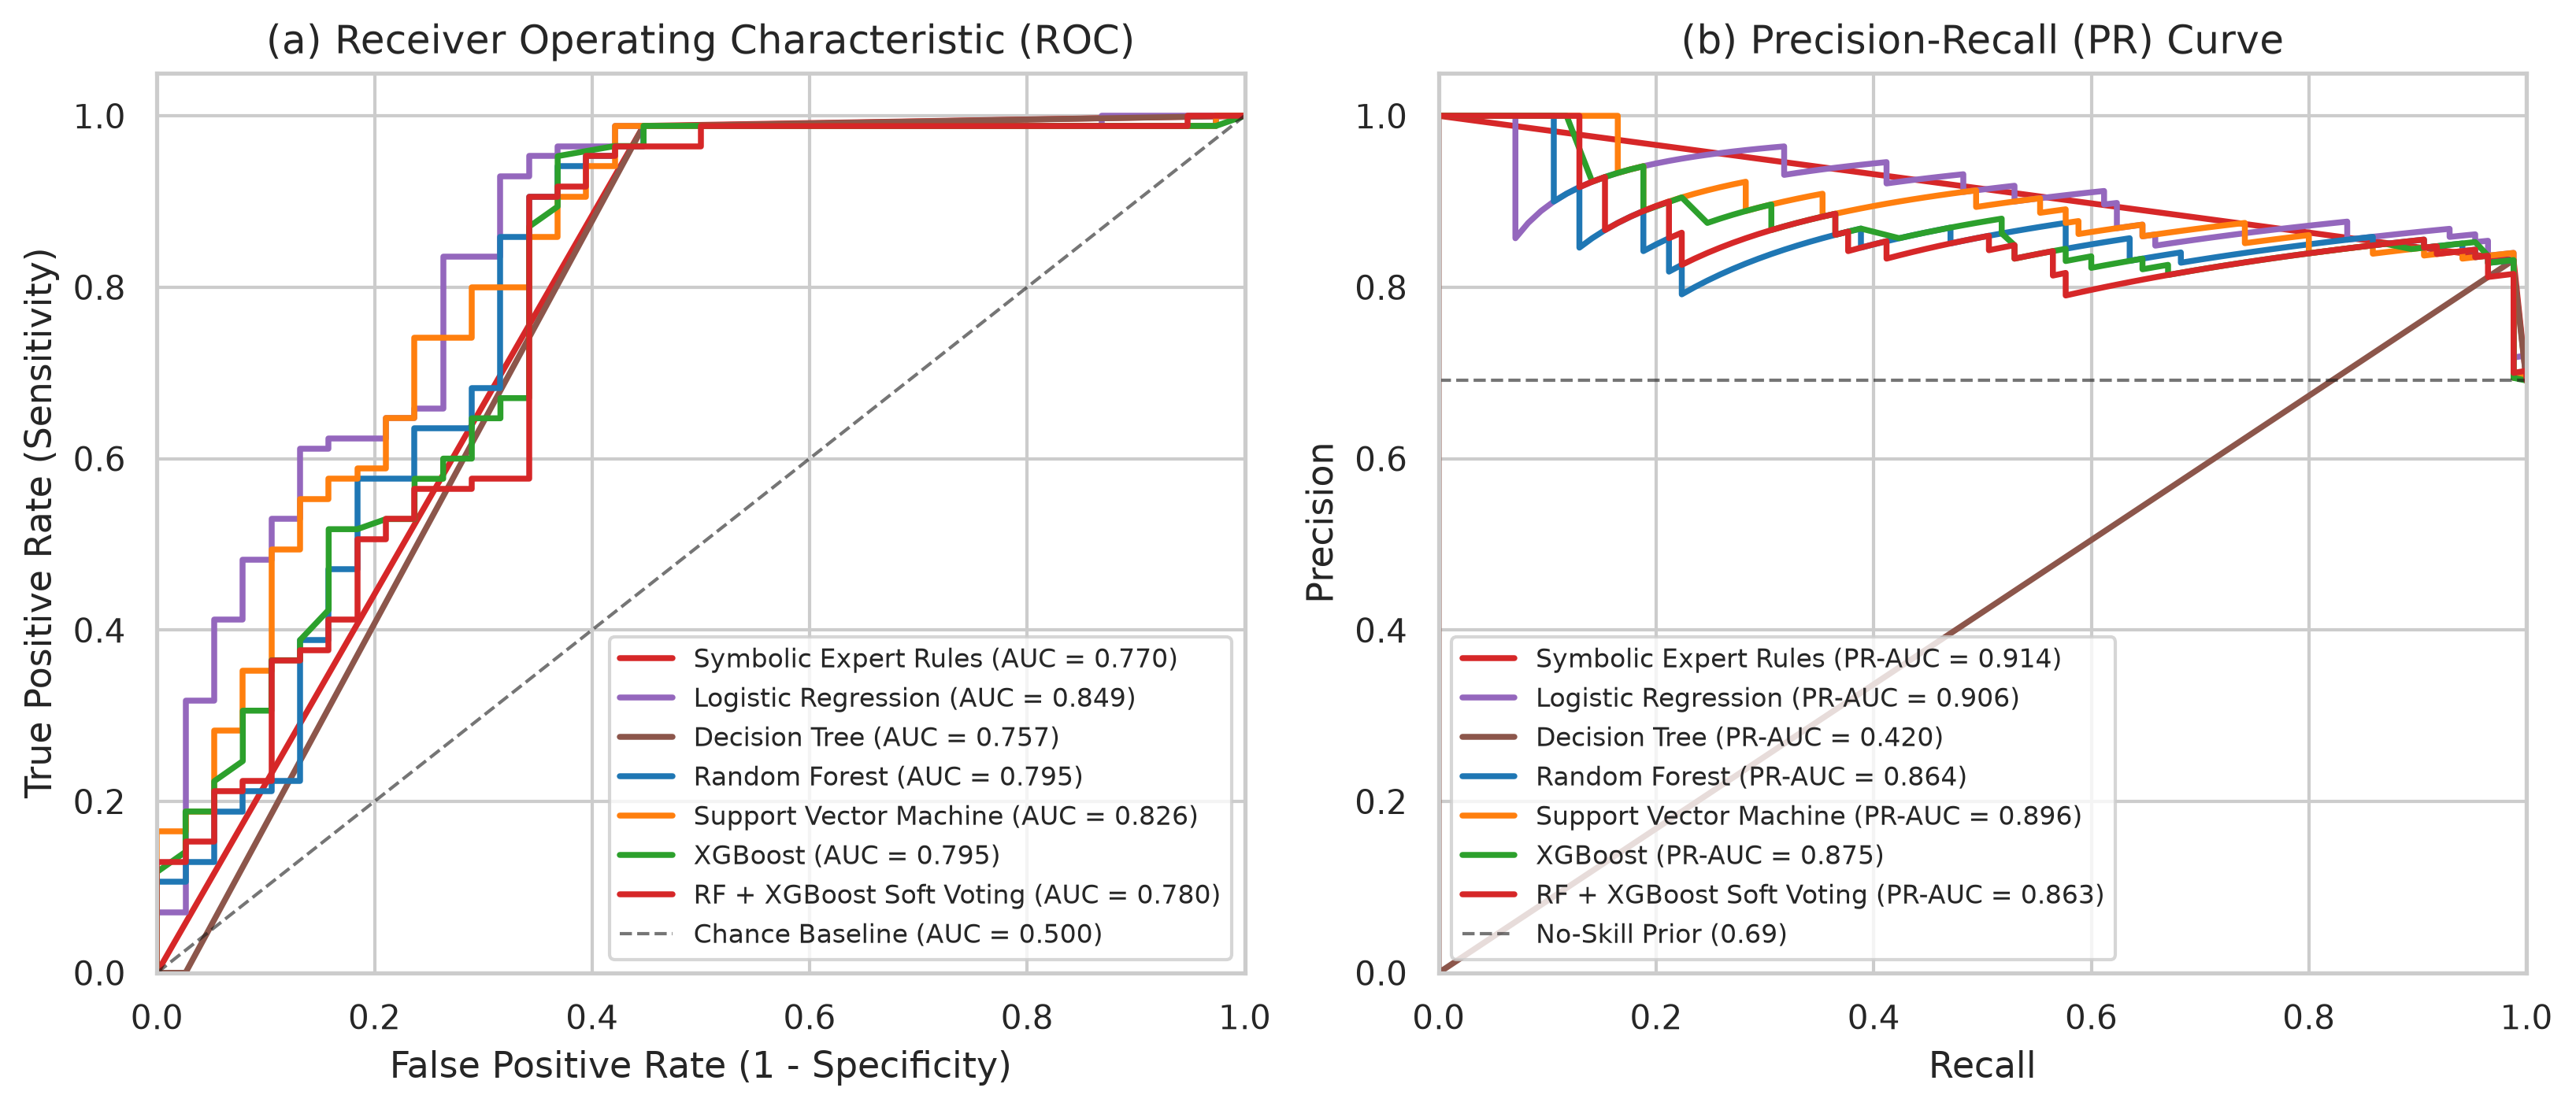 (a) Receiver Operating Characteristic (ROC)
True Positive Rate (Sensitivity)
1.0
0.8
0.6
0.4
0.2
0.0
Symbolic Expert Rules (AUC = 0.770)
Logistic Regression (AUC = 0.849)
Decision Tree (AUC = 0.757)
Random Forest (AUC = 0.795)
Support Vector Machine (AUC = 0.826)
XGBoost (AUC = 0.795)
RF + XGBoost Soft Voting (AUC = 0.780)
Chance Baseline (AUC = 0.500)
0.0 0.2 0.4 0.6 0.8 1.0
False Positive Rate (1 - Specificity)
(b) Precision-Recall (PR) Curve
Precision
1.0
0.8
0.6
0.4
0.2
0.0
Symbolic Expert Rules (PR-AUC = 0.914)
Logistic Regression (PR-AUC = 0.906)
Decision Tree (PR-AUC = 0.420)
Random Forest (PR-AUC = 0.864)
Support Vector Machine (PR-AUC = 0.896)
XGBoost (PR-AUC = 0.875)
RF + XGBoost Soft Voting (PR-AUC = 0.863)
No-Skill Prior (0.69)
0.0 0.2 0.4 0.6 0.8 1.0
Recall